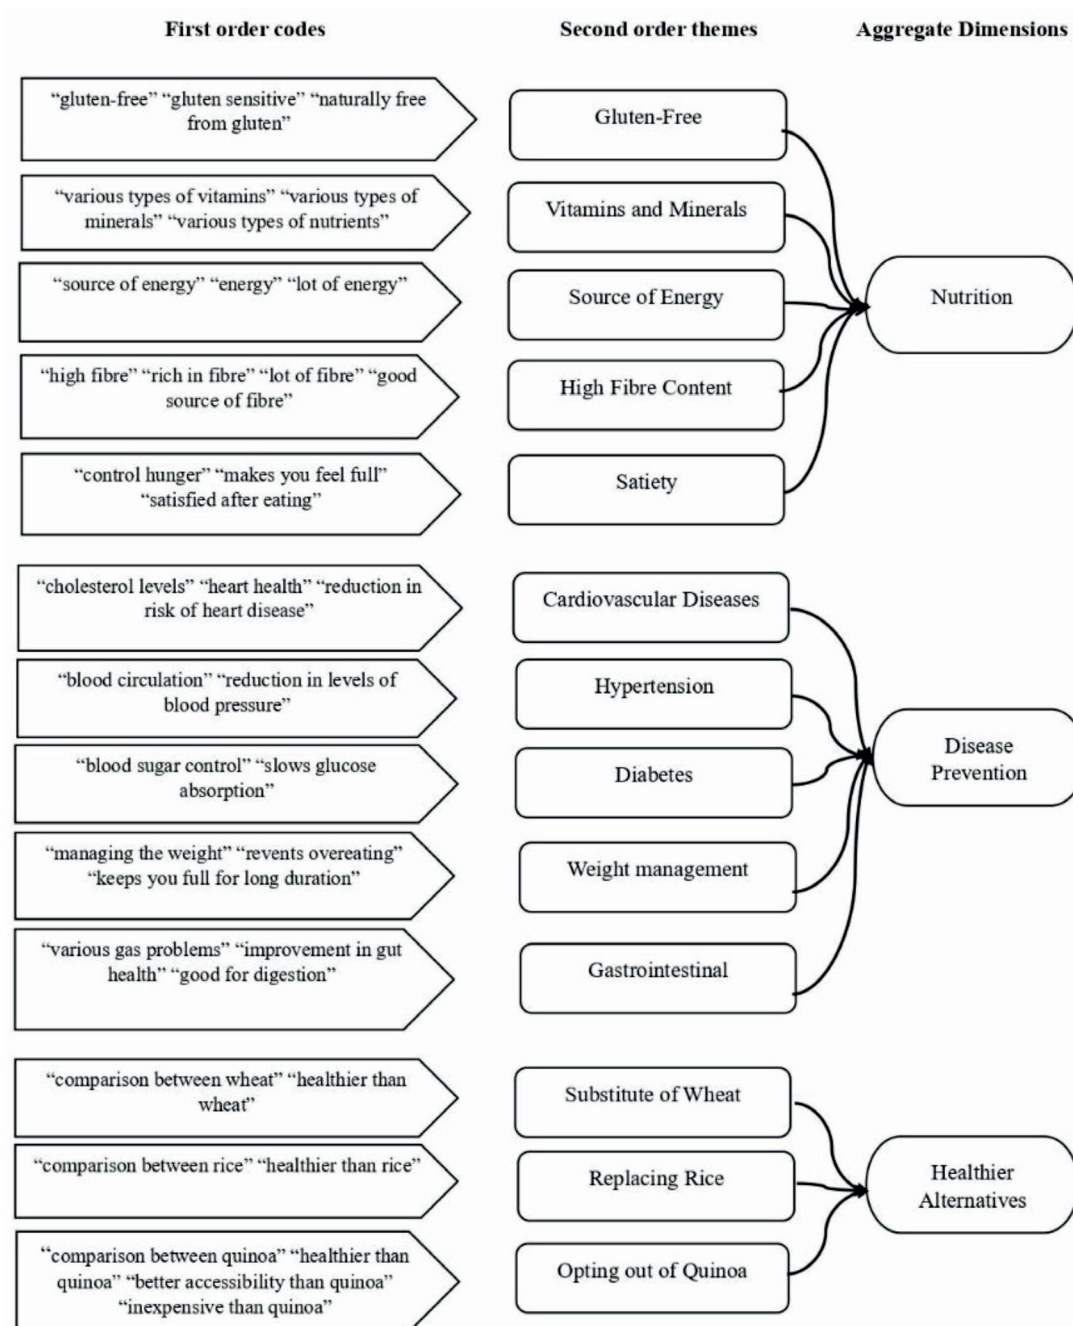 First order codes
Second order themes
Aggregate Dimensions
“gluten-free” “gluten sensitive” “naturally free
from gluten”
Gluten-Free
“various types of vitamins” “various types of
minerals” “various types of nutrients”
Vitamins and Minerals
“source of energy” “energy” “lot of energy”
Source of Energy
Nutrition
“high fibre” “rich in fibre” “lot of fibre” “good
source of fibre”
High Fibre Content
“control hunger” “makes you feel full”
“satisfied after eating”
Satiety
“cholesterol levels” “heart health” “reduction in
risk of heart disease”
Cardiovascular Diseases
“blood circulation” “reduction in levels of
blood pressure”
Hypertension
“blood sugar control” “slows glucose
absorption”
Diabetes
Disease
Prevention
“managing the weight” “revents overeating”
“keeps you full for long duration”
Weight management
“various gas problems” “improvement in gut
health” “good for digestion”
Gastrointestinal
“comparison between wheat” “healthier than
wheat”
Substitute of Wheat
“comparison between rice” “healthier than rice”
Replacing Rice
Healthier
Alternatives
“comparison between quinoa” “healthier than
quinoa” “better accessibility than quinoa”
“inexpensive than quinoa”
Opting out of Quinoa